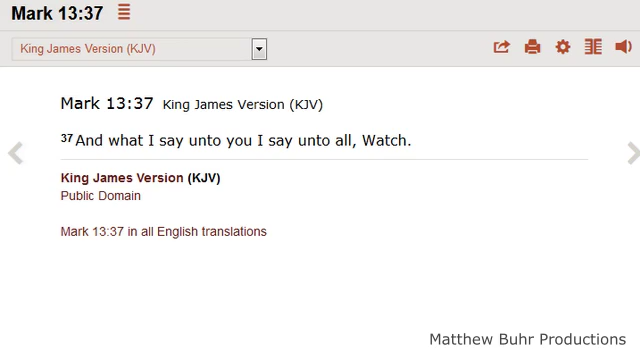 Mark 13:37
King James Version (KJV)
Mark 13:37 King James Version (KJV)
37 And what I say unto you I say unto all, Watch.
King James Version (KJV)
Public Domain
Mark 13:37 in all English translations
Matthew Buhr Productions